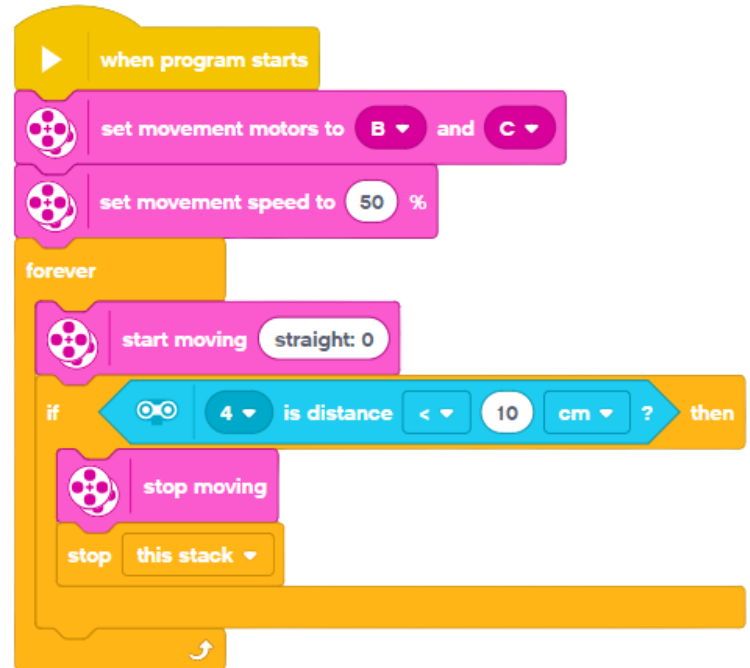 when program starts
set movement motors to B and C
set movement speed to 50 %
forever
start moving straight: 0
if 4 is distance < 10 cm ? then
stop moving
stop this stack